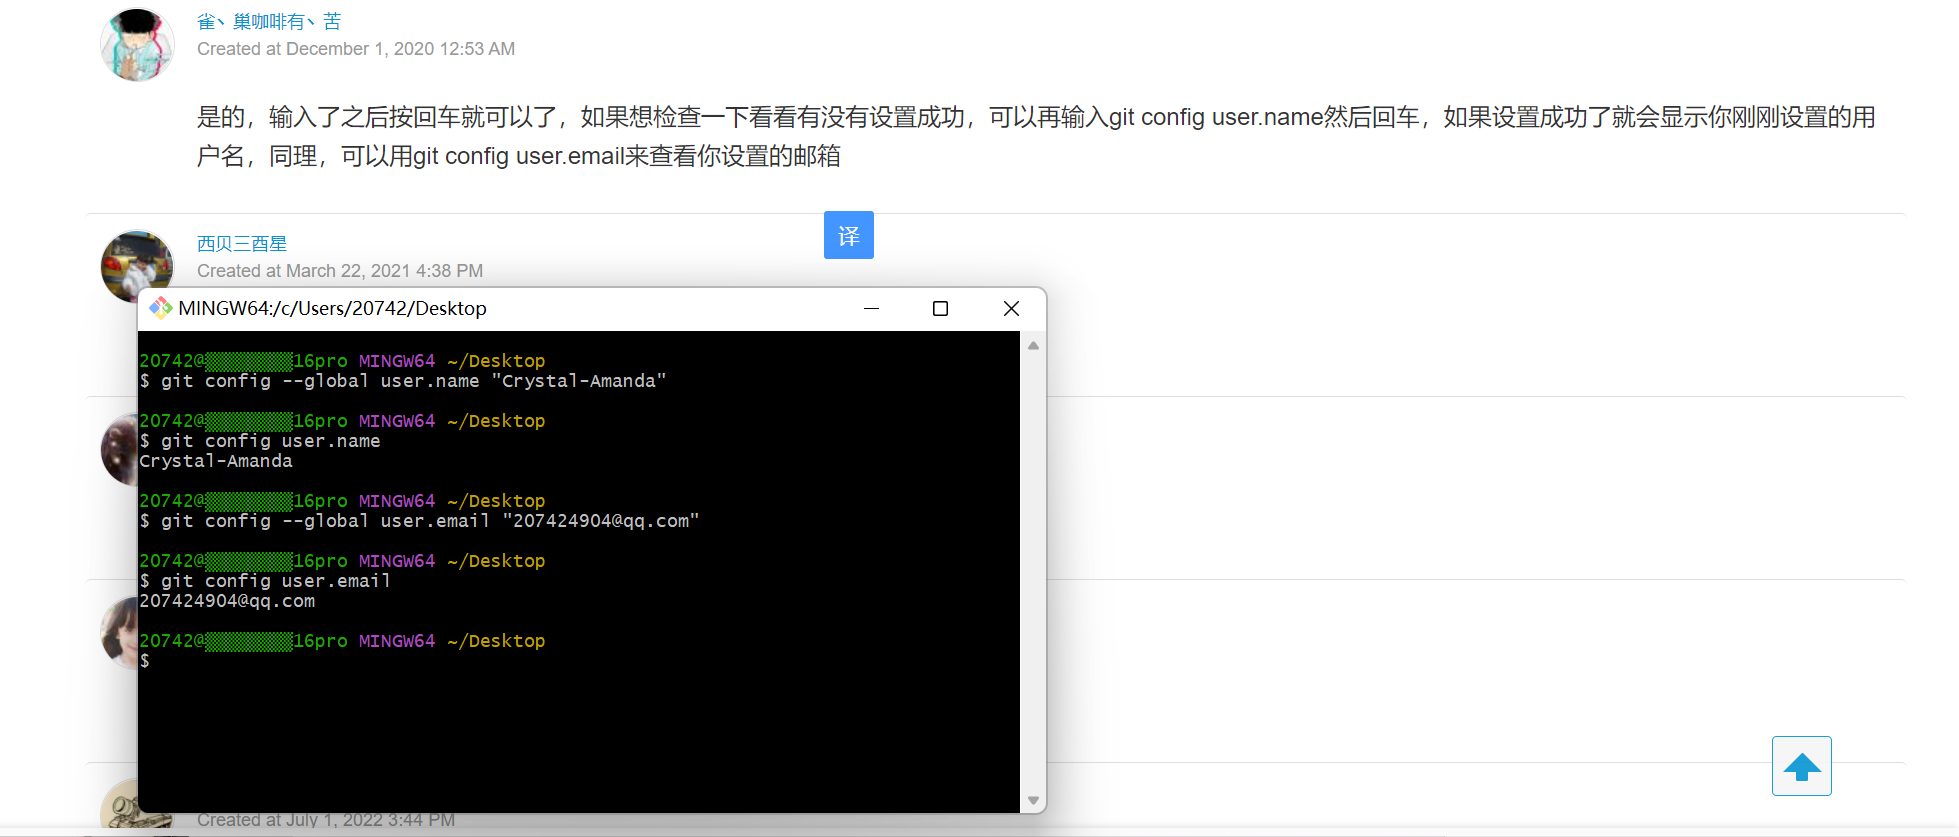 雀丶巢咖啡有丶苦
Created at December 1, 2020 12:53 AM
是的，输入了之后按回车就可以了，如果想检查一下看看有没有设置成功，可以再输入git config user.name然后回车，如果设置成功了就会显示你刚刚设置的用
户名，同理，可以用git config user.email来查看你设置的邮箱
译
西贝三酉星
Created at March 22, 2021 4:38 PM
MINGW64:/c/Users/20742/Desktop
20742@▒▒▒▒▒▒▒▒16pro MINGW64 ~/Desktop
$ git config --global user.name "Crystal-Amanda"
20742@▒▒▒▒▒▒▒▒16pro MINGW64 ~/Desktop
$ git config user.name
Crystal-Amanda
20742@▒▒▒▒▒▒▒▒16pro MINGW64 ~/Desktop
$ git config --global user.email "207424904@qq.com"
20742@▒▒▒▒▒▒▒▒16pro MINGW64 ~/Desktop
$ git config user.email
207424904@qq.com
20742@▒▒▒▒▒▒▒▒16pro MINGW64 ~/Desktop
$
Created at July 1, 2022 3:44 PM